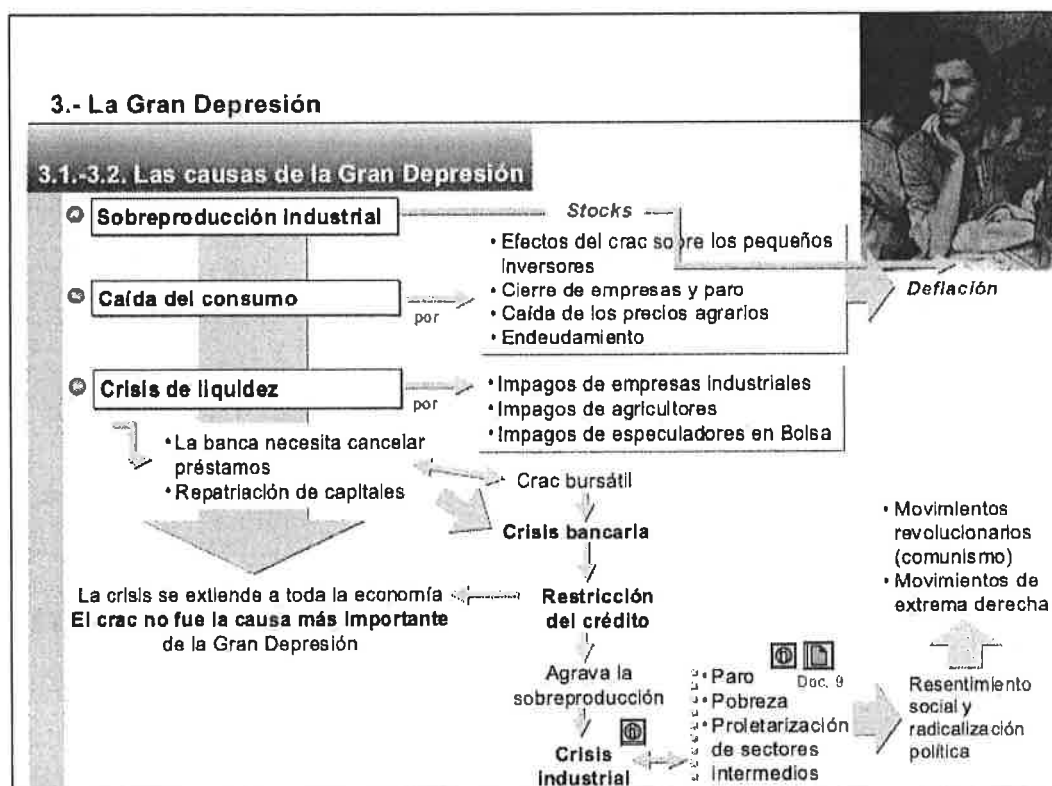 3.- La Gran Depresión
3.1.-3.2. Las causas de la Gran Depresión
Sobreproducción industrial
Stocks
• Efectos del crac sobre los pequeños
inversores
• Cierre de empresas y paro
• Caída de los precios agrarios
• Endeudamiento
Deflación
Caída del consumo
por
Crisis de liquidez
por
• Impagos de empresas industriales
• Impagos de agricultores
• Impagos de especuladores en Bolsa
• La banca necesita cancelar
préstamos
• Repatriación de capitales
Crac bursátil
Crisis bancaria
La crisis se extiende a toda la economía
El crac no fue la causa más importante
de la Gran Depresión
Restricción
del crédito
Agrava la
sobreproducción
Crisis
industrial
Doc. 9
• Paro
• Pobreza
• Proletarización
de sectores
intermedios
Resentimiento
social y
radicalización
política
• Movimientos
revolucionarios
(comunismo)
• Movimientos de
extrema derecha